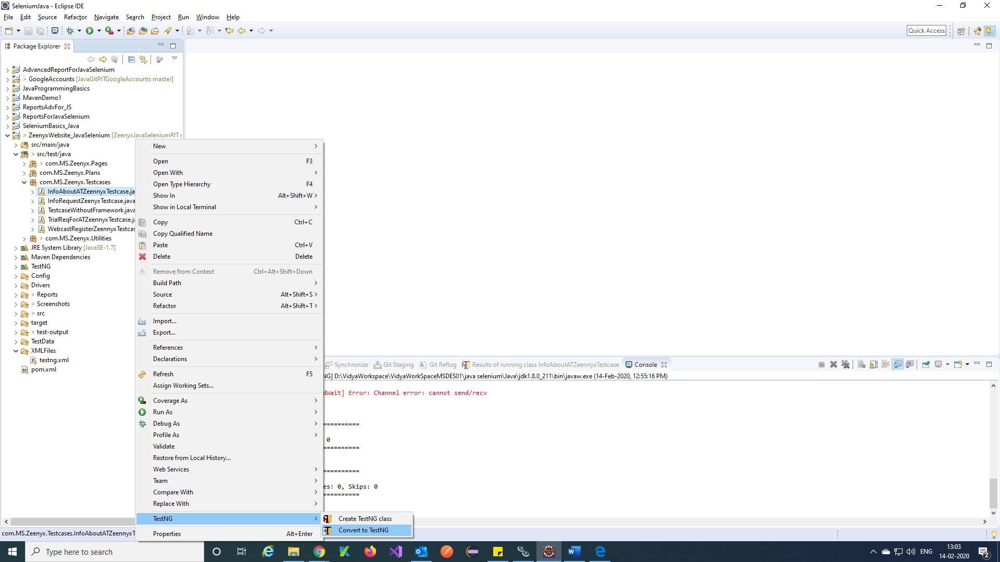 SeleniumJava - Eclipse IDE
File Edit Source Refactor Navigate Search Project Run Window Help
Quick Access
Package Explorer
AdvancedReportForJavaSelenium
> GoogleAccounts [JavaGitPJTGoogleAccounts master]
JavaProgrammingBasics
MavenDemo1
ReportsAdvFor_JS
ReportsForJavaSelenium
SeleniumBasics_Java
> ZeenyxWebsite_JavaSelenium [ZeenyxJavaSeleniumPJT
src/main/java
> src/test/java
> com.MS.Zeenyx.Pages
com.MS.Zeenyx.Plans
com.MS.Zeenyx.Testcases
InfoAboutATZeennyxTestcase.ja
InfoRequestZeenyxTestcase.java
TestcaseWithoutFramework.java
TrialReqForATZeennyxTestcase.ja
WebcastRegisterZeennyxTestcas
> com.MS.Zeenyx.Utilities
JRE System Library [JavaSE-1.7]
Maven Dependencies
TestNG
Config
Drivers
> Reports
> Screenshots
> src
target
> test-output
TestData
XMLFiles
testng.xml
pom.xml
New
Open F3
Open With
Open Type Hierarchy F4
Show In Alt+Shift+W
Show in Local Terminal
Copy Ctrl+C
Copy Qualified Name
Paste Ctrl+V
Delete Delete
Remove from Context Ctrl+Alt+Shift+Down
Build Path
Source Alt+Shift+S
Refactor Alt+Shift+T
Import...
Export...
References
Declarations
Refresh F5
Assign Working Sets...
Coverage As
Run As
Debug As
Profile As
Validate
Restore from Local History...
Web Services
Team
Compare With
Replace With
TestNG
Properties Alt+Enter
Create TestNG class
Convert to TestNG
Synchronize Git Staging Git Reflog Results of running class InfoAboutATZeennyxTestcase Console
NG] D:\VidyaWorkspace\VidyaWorkSpaceMSDES01\java selenium\Java\jdk1.8.0_211\bin\javaw.exe (14-Feb-2020, 12:55:16 PM)
dWait] Error: Channel error: cannot send/recv
==========
0
==========
==========
es: 0, Skips: 0
==========
com.MS.Zeenyx.Testcases.InfoAboutATZeennyxT
Type here to search
ENG
13:03
14-02-2020
2